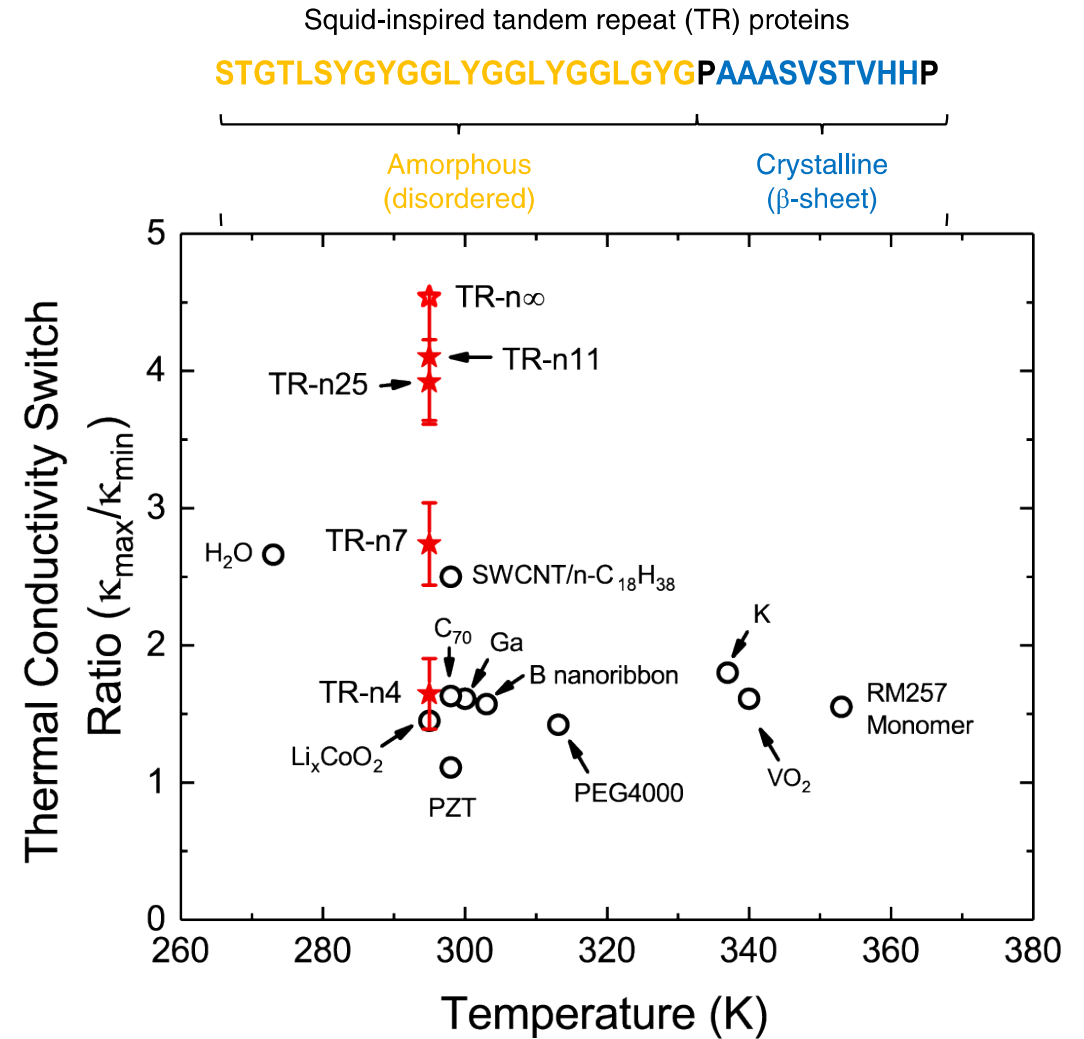 Squid-inspired tandem repeat (TR) proteins
STGTLSYGYGGLYGGLYGGLGYGPAAASVSTVHHP
Amorphous
(disordered)
Crystalline
(β-sheet)
Thermal Conductivity Switch
Ratio (κmax/κmin)
5
4
3
2
1
0
TR-n∞
TR-n11
TR-n25
TR-n7
H2O
SWCNT/n-C18H38
C70
Ga
K
B nanoribbon
TR-n4
RM257
Monomer
LixCoO2
VO2
PEG4000
PZT
260
280
300
320
340
360
380
Temperature (K)